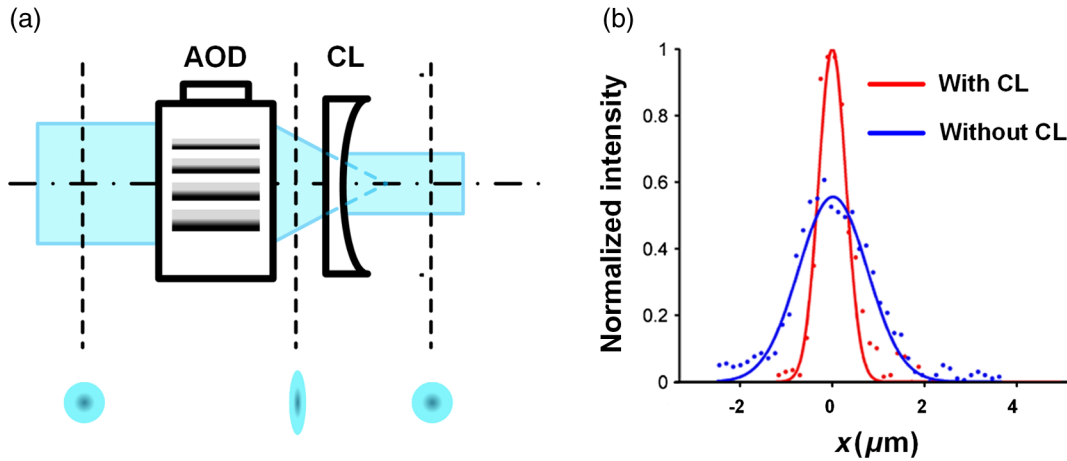 (a)
AOD
CL
(b)
Normalized intensity
1
0.8
0.6
0.4
0.2
0
-2
0
2
4
x(μm)
With CL
Without CL